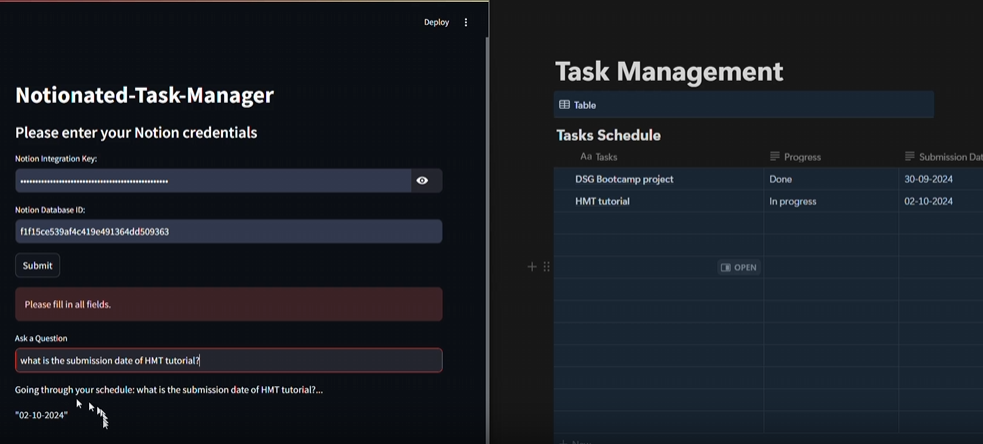 Deploy
Notionated-Task-Manager
Please enter your Notion credentials
Notion Integration Key:
Notion Database ID:
f1f15ce539af4c419e491364dd509363
Submit
Please fill in all fields.
Ask a Question
what is the submission date of HMT tutorial?
Going through your schedule: what is the submission date of HMT tutorial?...
"02-10-2024"
Task Management
Table
Tasks Schedule
Aa Tasks Progress Submission Dat
DSG Bootcamp project Done 30-09-2024
HMT tutorial In progress 02-10-2024
OPEN